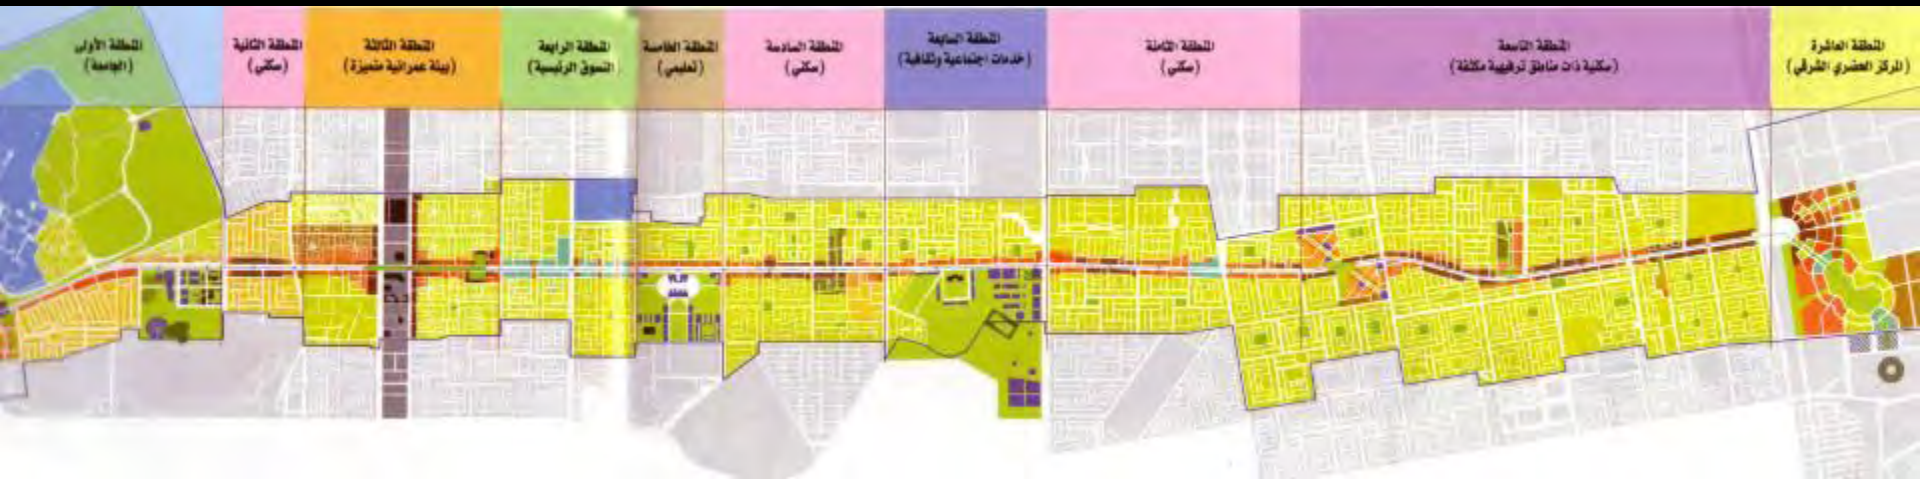 المنطقة الأولى
(الجامعة)
المنطقة الثانية
(سكني)
المنطقة الثالثة
(بيئة عمرانية متميزة)
المنطقة الرابعة
(السوق الرئيسية)
المنطقة الخامسة
(تعليمي)
المنطقة السادسة
(سكني)
المنطقة السابعة
(خدمات اجتماعية وثقافية)
المنطقة الثامنة
(سكني)
المنطقة التاسعة
(سكنية ذات مناطق ترفيهية مكثفة)
المنطقة العاشرة
(المركز الحضري الشرقي)